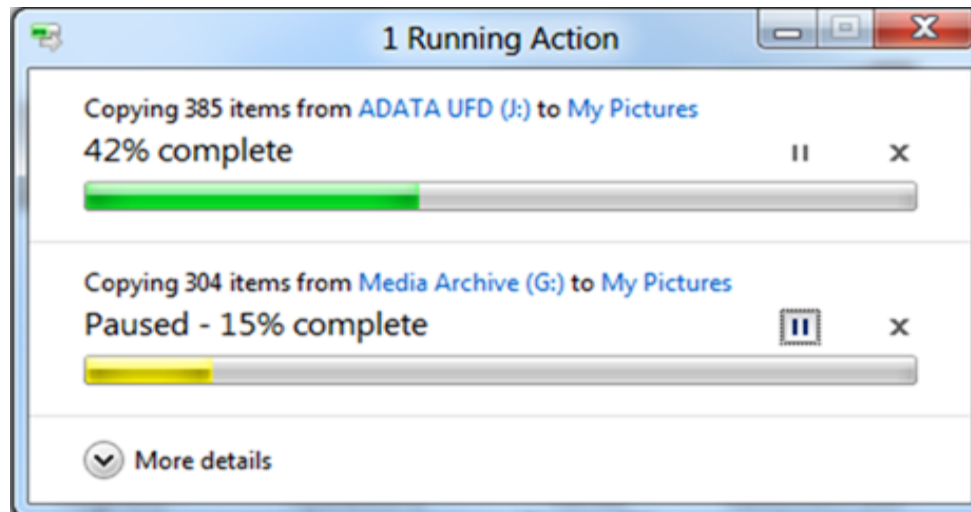 1 Running Action
Copying 385 items from ADATA UFD (J:) to My Pictures
42% complete
Copying 304 items from Media Archive (G:) to My Pictures
Paused - 15% complete
More details